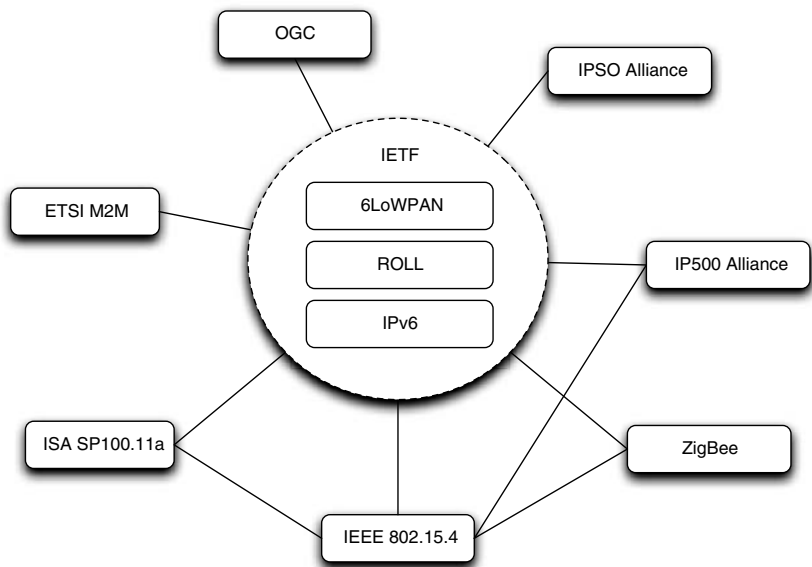 OGC
IPSO Alliance
IETF
6LoWPAN
ETSI M2M
ROLL
IP500 Alliance
IPv6
ISA SP100.11a
ZigBee
IEEE 802.15.4